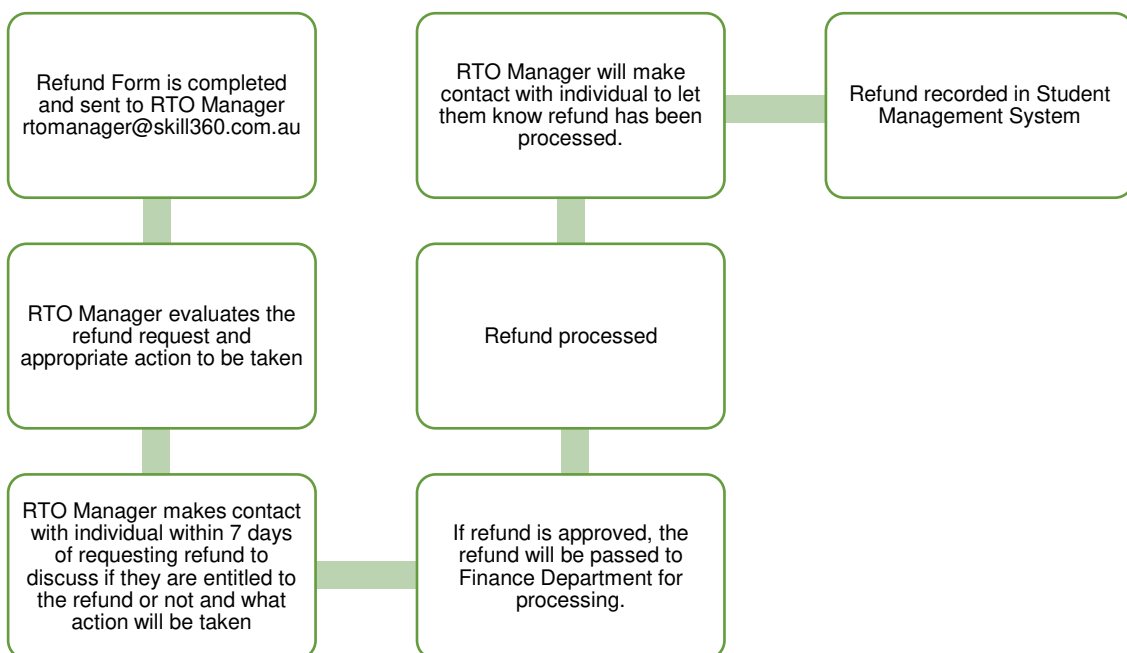 Refund Form is completed
and sent to RTO Manager
rtomanager@skill360.com.au
RTO Manager evaluates the
refund request and
appropriate action to be taken
RTO Manager makes contact
with individual within 7 days
of requesting refund to
discuss if they are entitled to
the refund or not and what
action will be taken
If refund is approved, the
refund will be passed to
Finance Department for
processing.
Refund processed
RTO Manager will make
contact with individual to let
them know refund has been
processed.
Refund recorded in Student
Management System